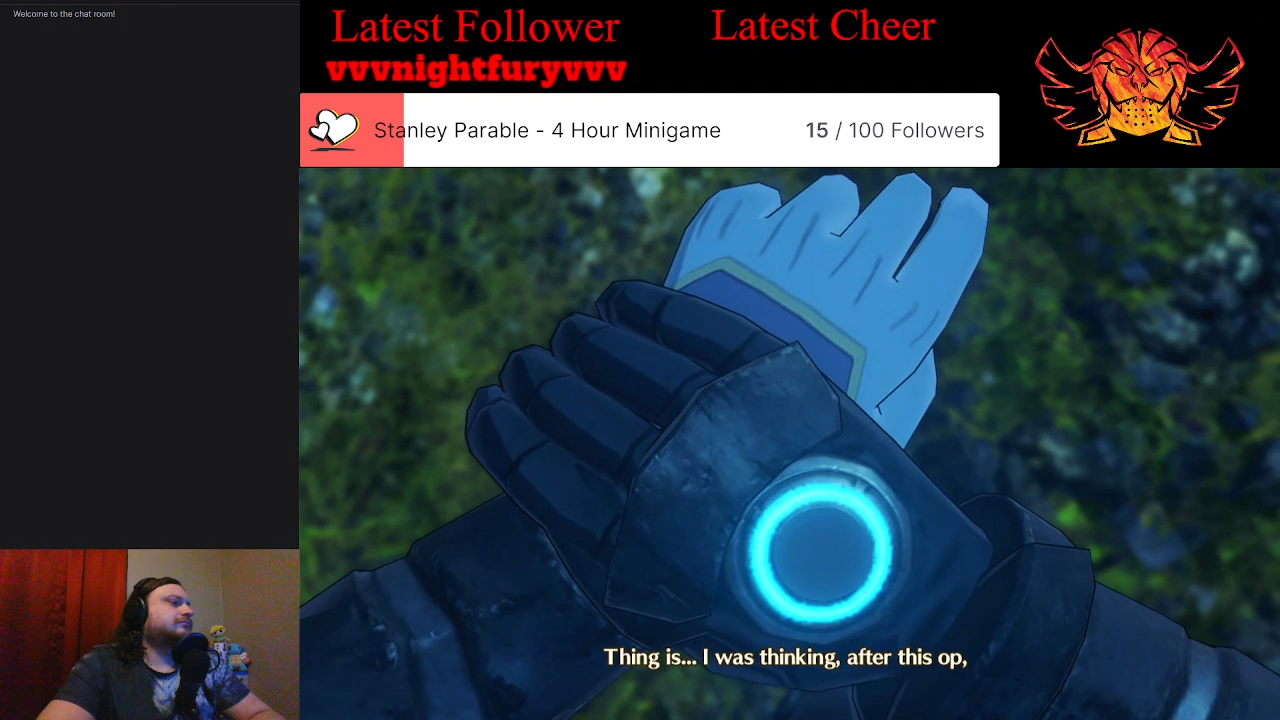 Welcome to the chat room!
Latest Follower
vvvnightfuryvvv
Latest Cheer
Stanley Parable - 4 Hour Minigame
15 / 100 Followers
Thing is... I was thinking, after this op,